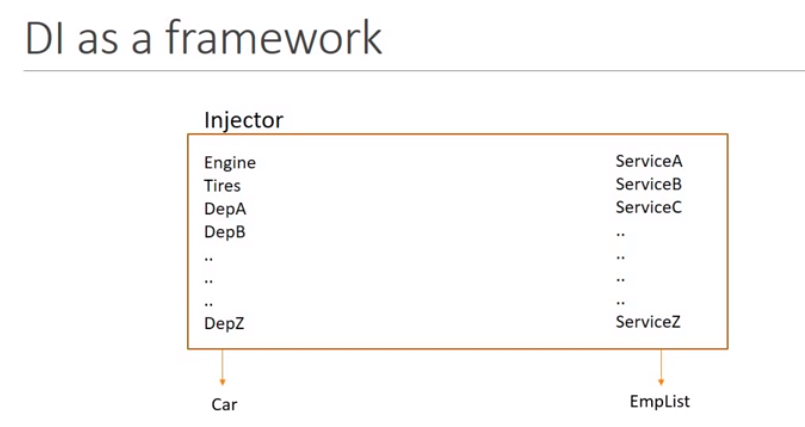 DI as a framework
Injector
Engine
Tires
DepA
DepB
..
..
..
DepZ
ServiceA
ServiceB
ServiceC
..
..
..
..
ServiceZ
Car
EmpList